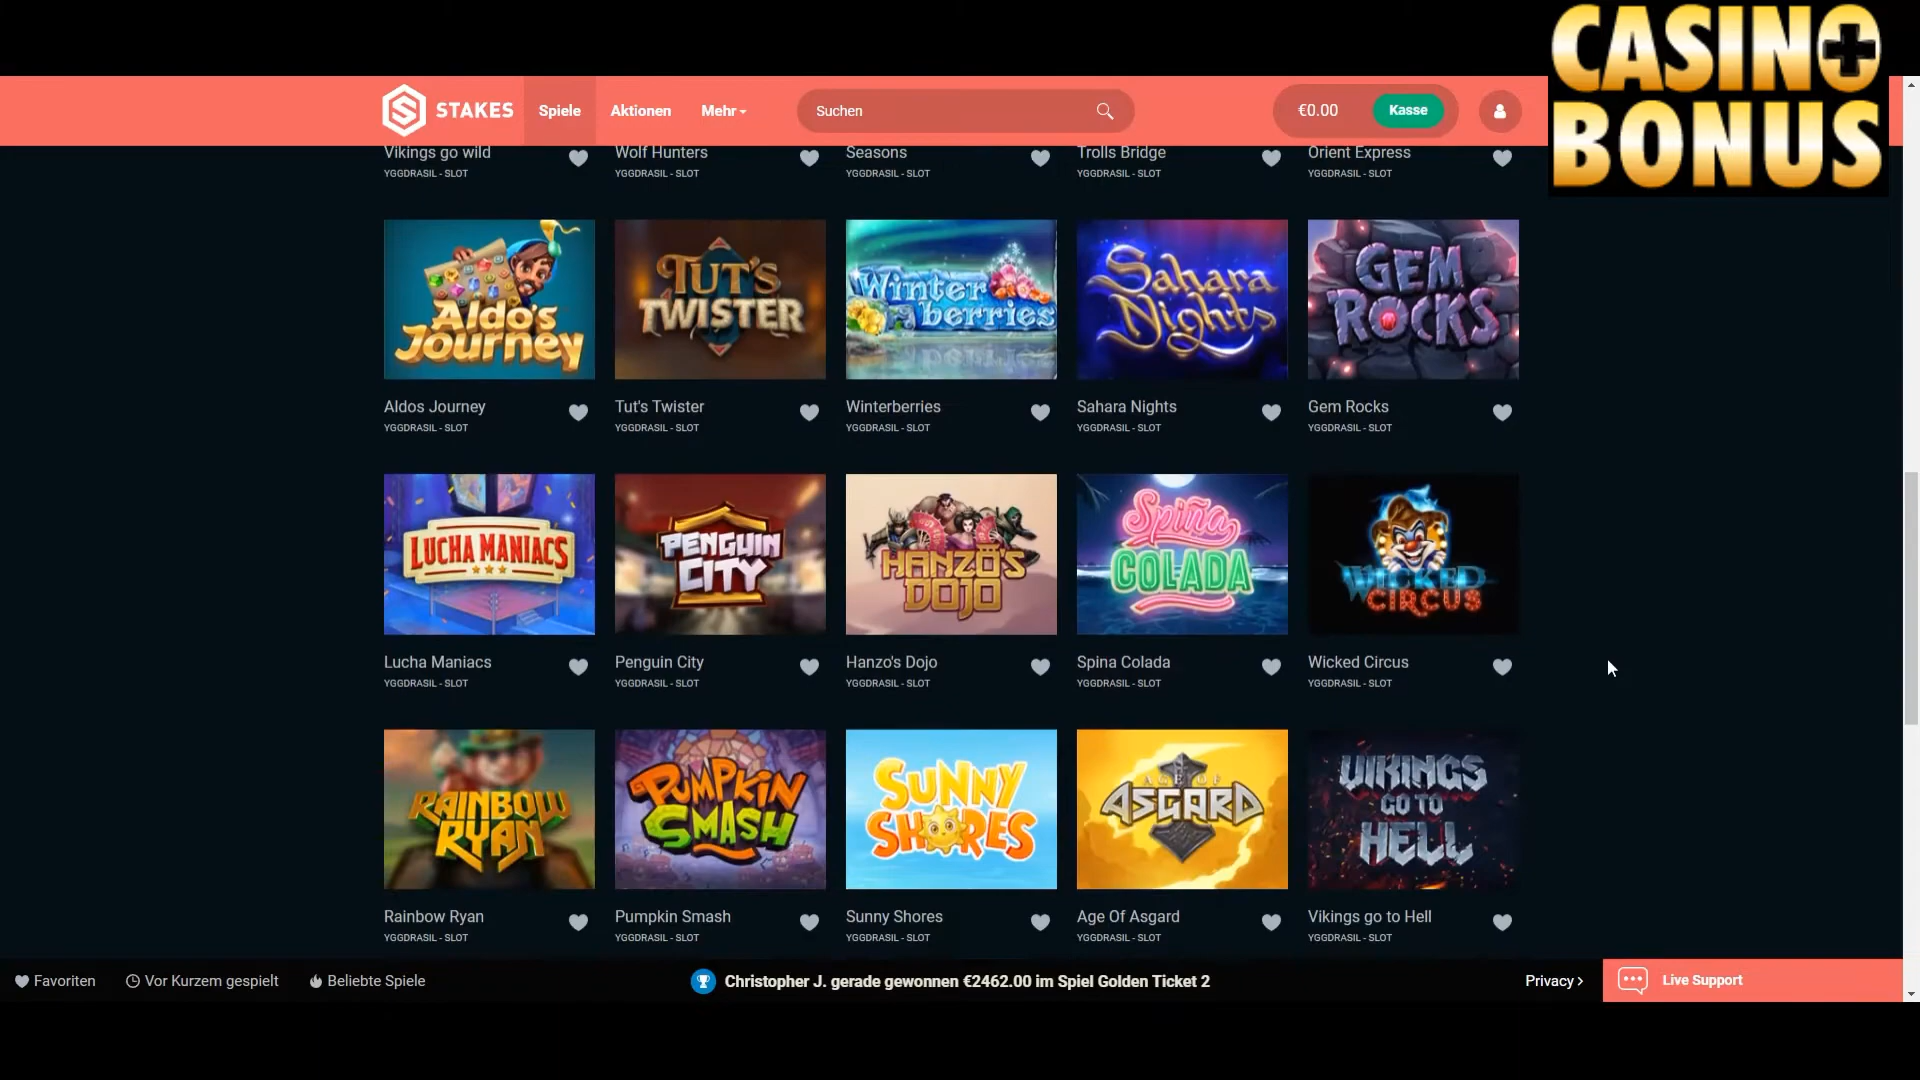 CASINO
BONUS
STAKES
Spiele
Aktionen
Mehr
Suchen
€0.00
Kasse
Vikings go wild
YGGDRASIL - SLOT
Wolf Hunters
YGGDRASIL - SLOT
Seasons
YGGDRASIL - SLOT
Trolls Bridge
YGGDRASIL - SLOT
Orient Express
YGGDRASIL - SLOT
Aldo's
Journey
Aldos Journey
YGGDRASIL - SLOT
TUT'S
TWISTER
Tut's Twister
YGGDRASIL - SLOT
Winter
berries
Winterberries
YGGDRASIL - SLOT
Sahara
Nights
Sahara Nights
YGGDRASIL - SLOT
GEM
ROCKS
Gem Rocks
YGGDRASIL - SLOT
LUCHA MANIACS
Lucha Maniacs
YGGDRASIL - SLOT
PENGUIN
CITY
Penguin City
YGGDRASIL - SLOT
HANZO'S
DOJO
Hanzo's Dojo
YGGDRASIL - SLOT
Spiña
COLADA
Spina Colada
YGGDRASIL - SLOT
WICKED
CIRCUS
Wicked Circus
YGGDRASIL - SLOT
RAINBOW
RYAN
Rainbow Ryan
YGGDRASIL - SLOT
PUMPKIN
SMASH
Pumpkin Smash
YGGDRASIL - SLOT
SUNNY
SHORES
Sunny Shores
YGGDRASIL - SLOT
AGE OF
ASGARD
Age Of Asgard
YGGDRASIL - SLOT
VIKINGS
GO TO
HELL
Vikings go to Hell
YGGDRASIL - SLOT
Favoriten
Vor Kurzem gespielt
Beliebte Spiele
Christopher J. gerade gewonnen €2462.00 im Spiel Golden Ticket 2
Privacy
Live Support